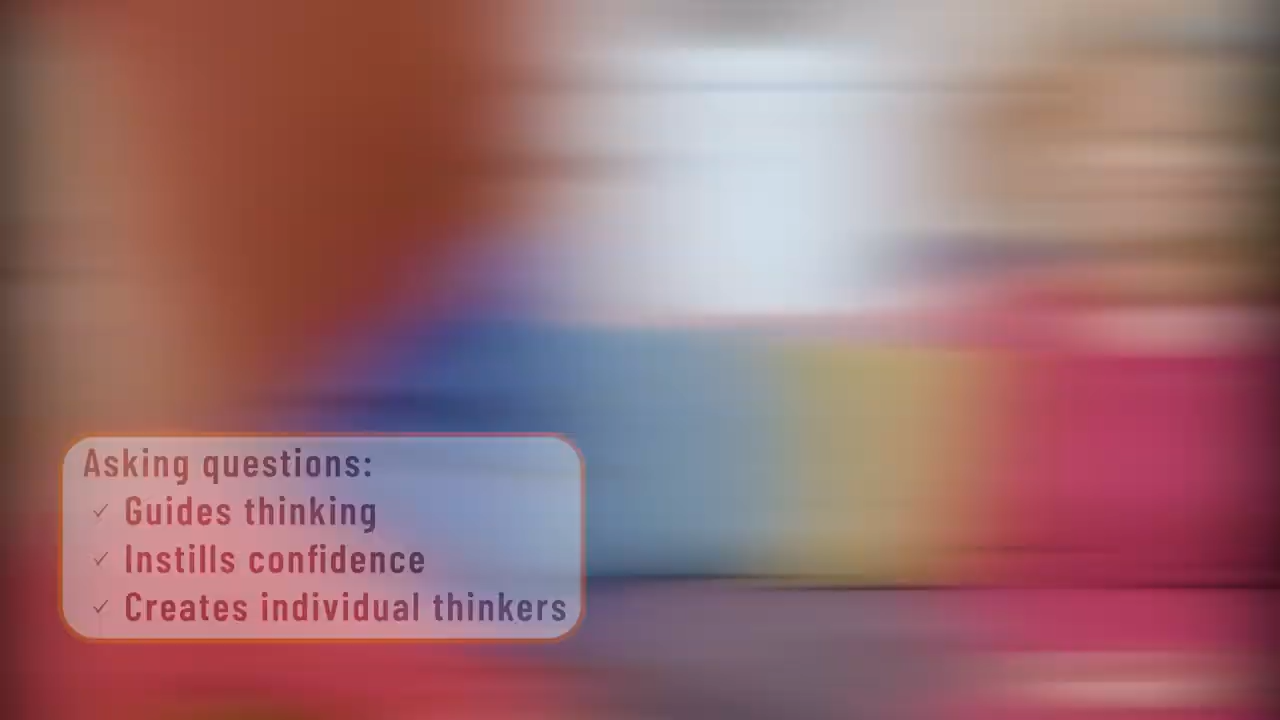 Asking questions:
✓ Guides thinking
✓ Instills confidence
✓ Creates individual thinkers